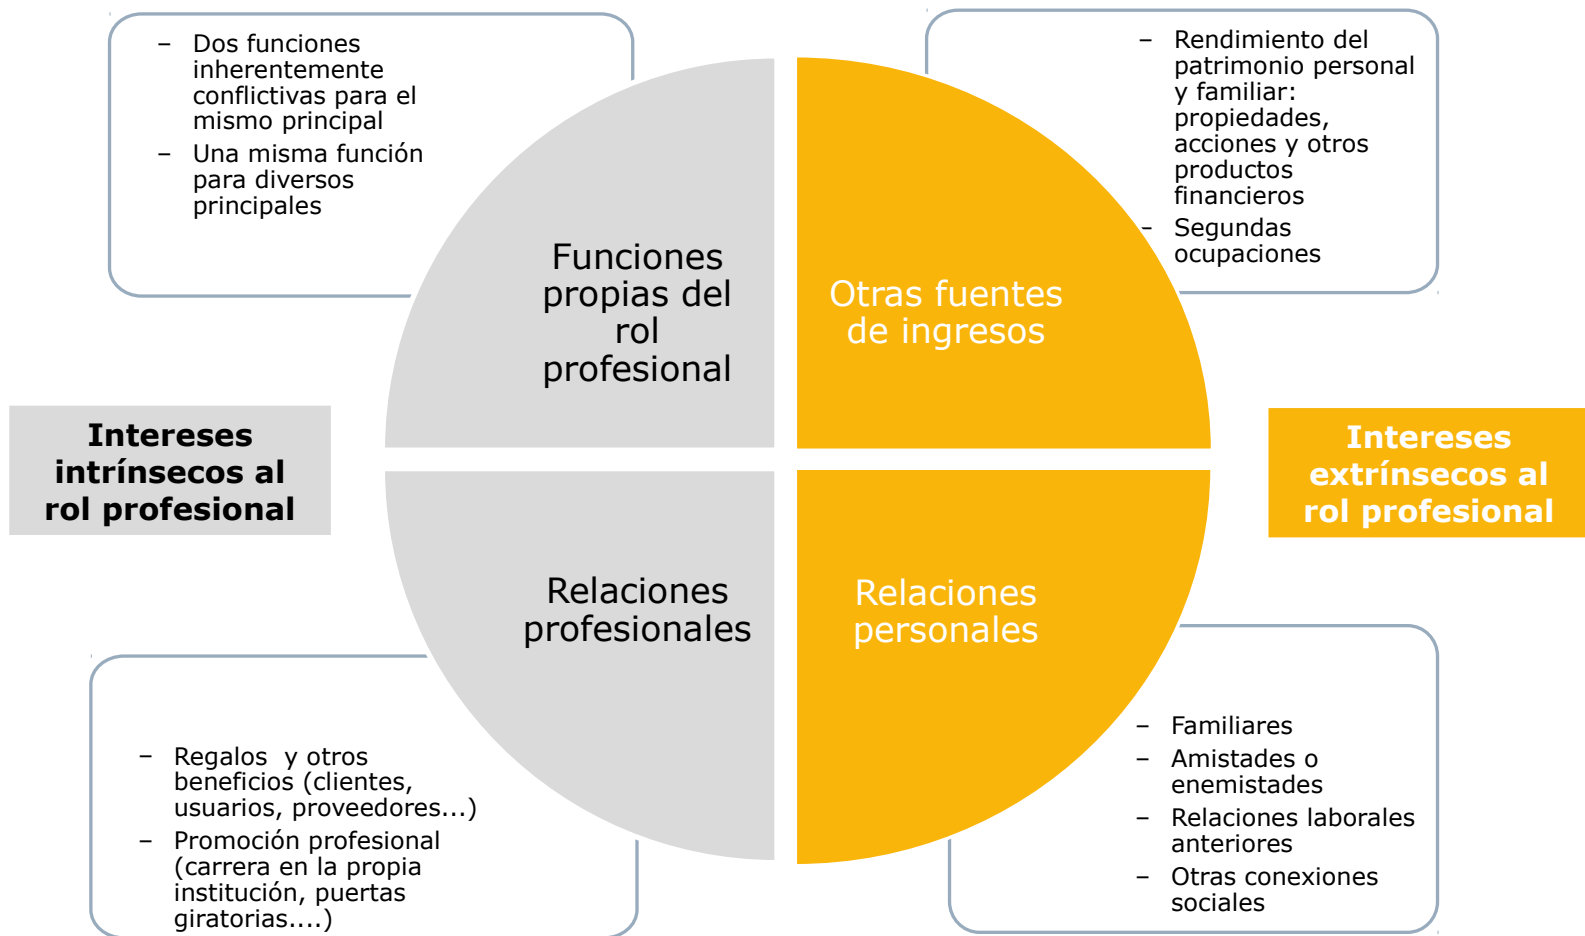 – Dos funciones
inherentemente
conflictivas para el
mismo principal
– Una misma función
para diversos
principales
– Rendimiento del
patrimonio personal
y familiar:
propiedades,
acciones y otros
productos
financieros
– Segundas
ocupaciones
Funciones
propias del
rol
profesional
Otras fuentes
de ingresos
Intereses
intrínsecos al
rol profesional
Intereses
extrínsecos al
rol profesional
Relaciones
profesionales
Relaciones
personales
– Regalos  y otros
beneficios (clientes,
usuarios, proveedores...)
– Promoción profesional
(carrera en la propia
institución, puertas
giratorias....)
– Familiares
– Amistades o
enemistades
– Relaciones laborales
anteriores
– Otras conexiones
sociales